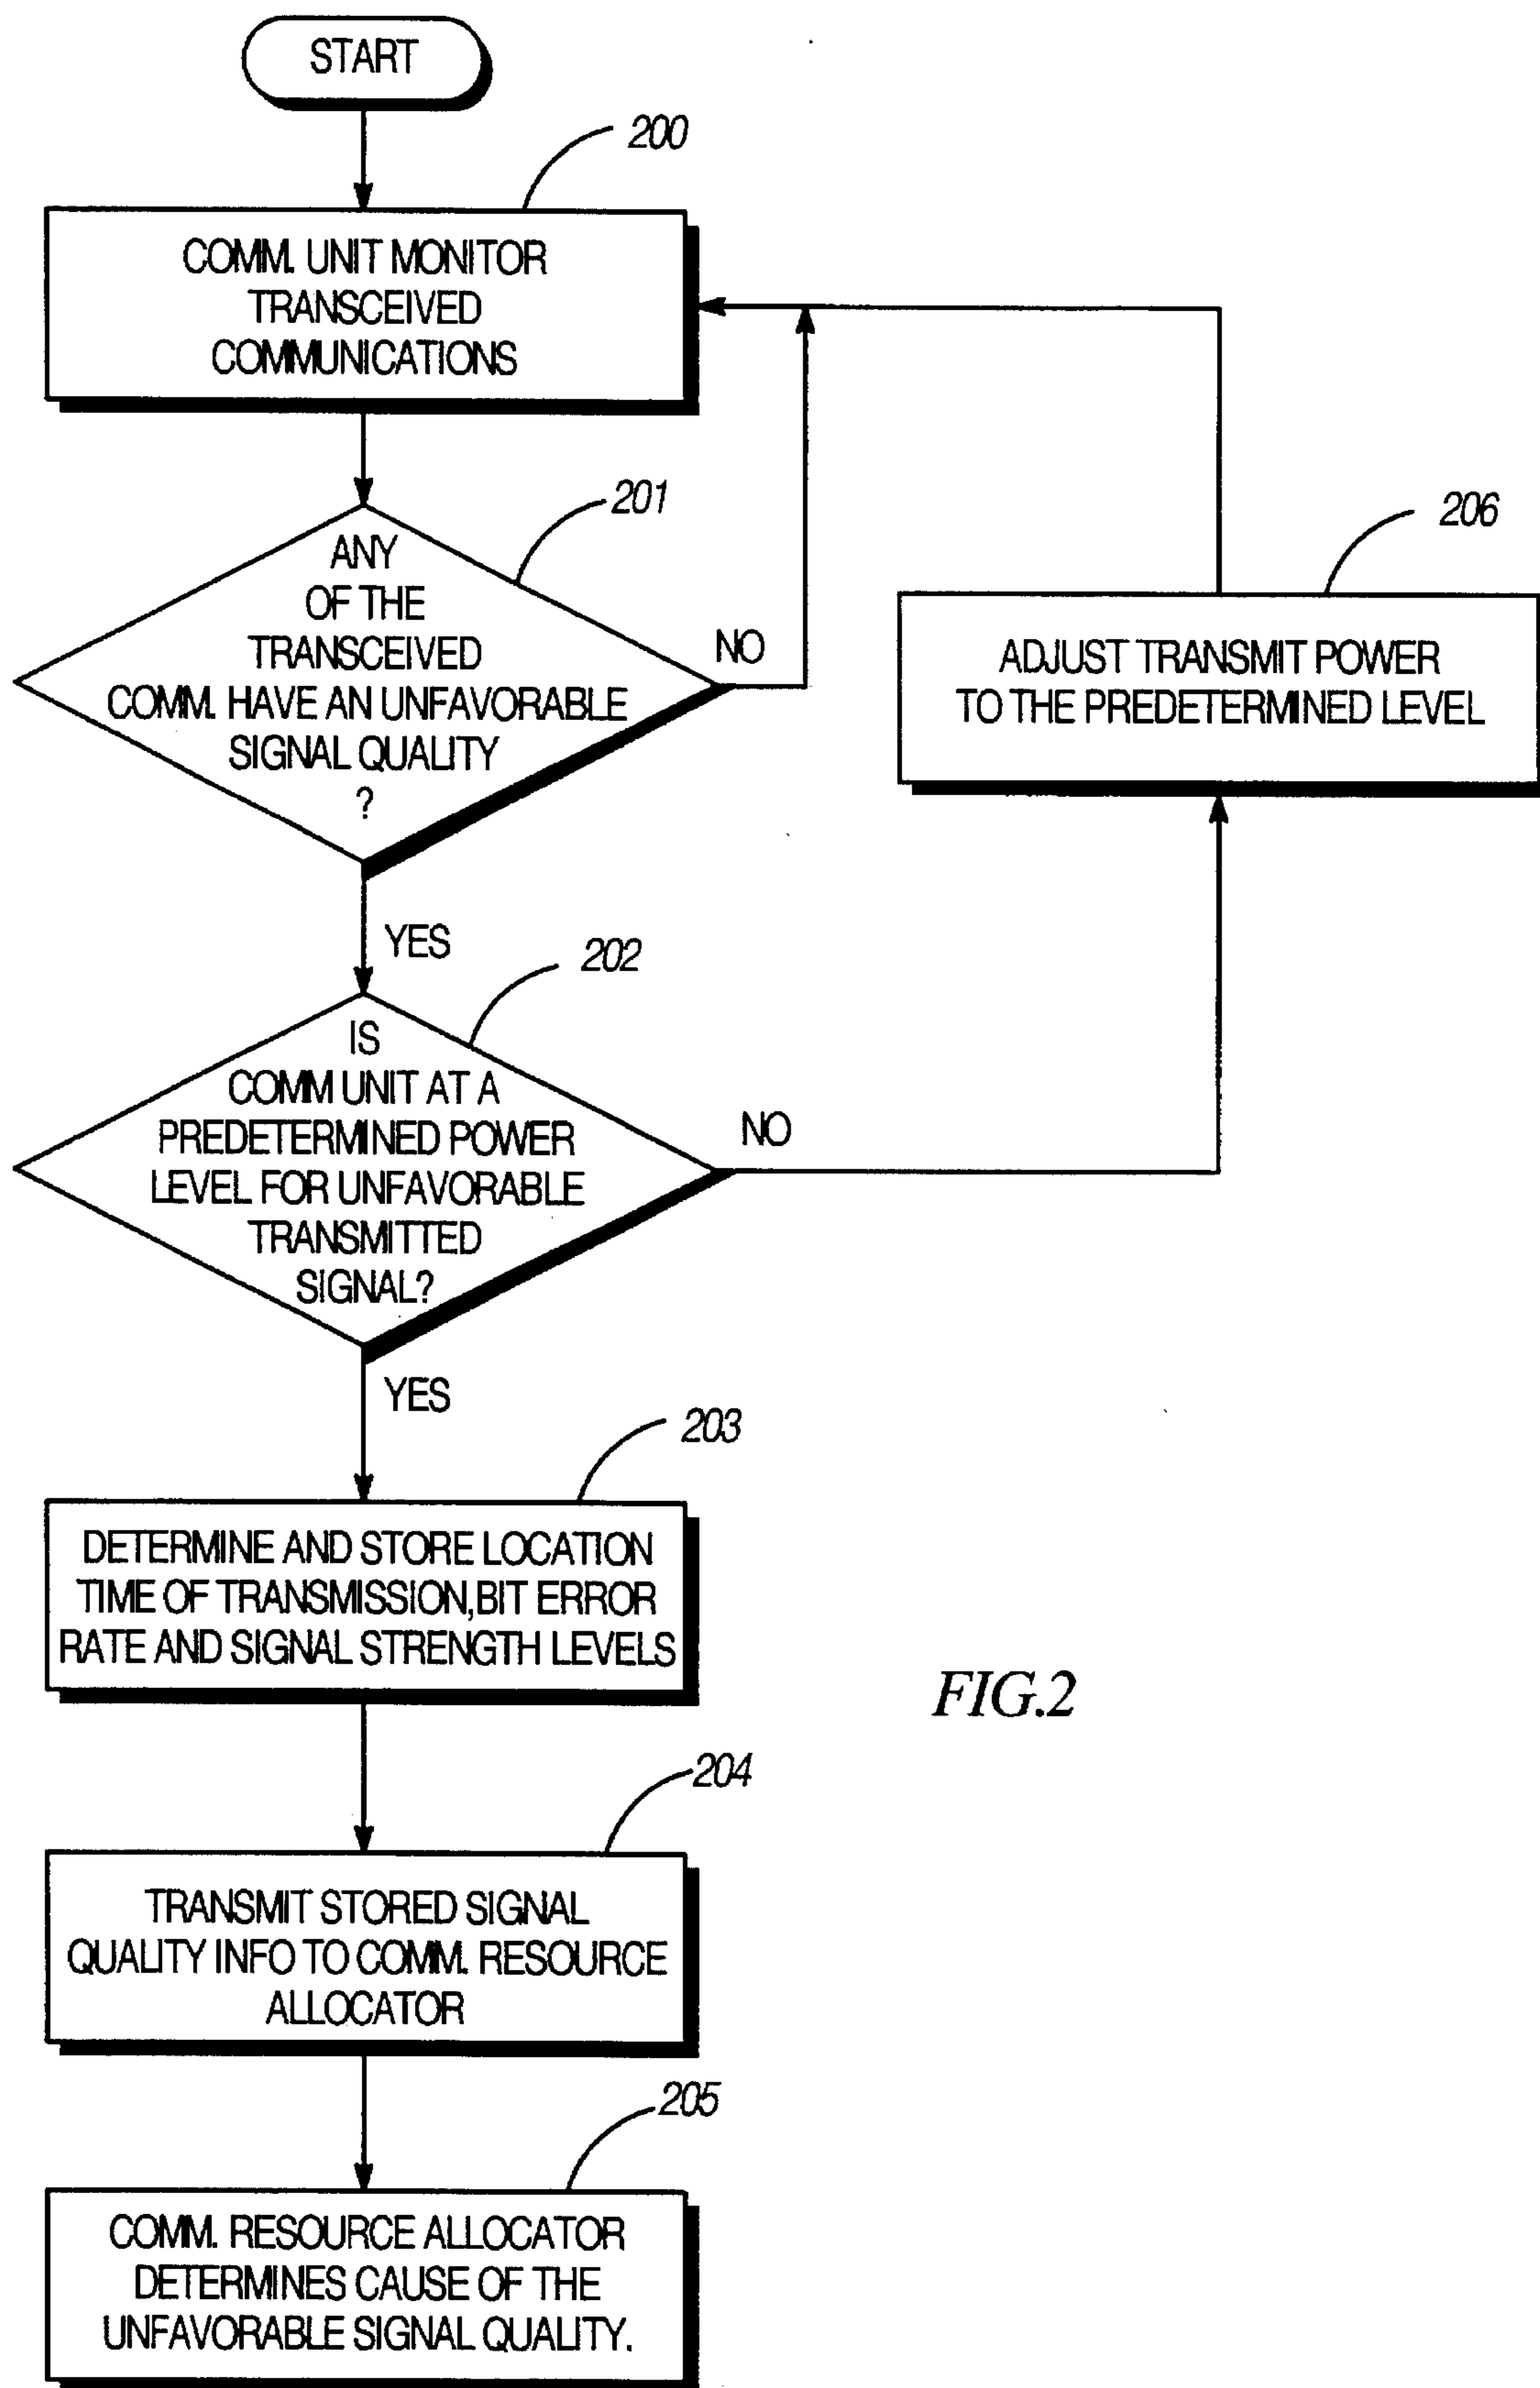 START
200
COMM. UNIT MONITOR
TRANSCEIVED
COMMUNICATIONS
201
ANY
OF THE
TRANSCEIVED
COMM. HAVE AN UNFAVORABLE
SIGNAL QUALITY
?
NO
206
ADJUST TRANSMIT POWER
TO THE PREDETERMINED LEVEL
YES
202
IS
COMM UNIT AT A
PREDETERMINED POWER
LEVEL FOR UNFAVORABLE
TRANSMITTED
SIGNAL?
NO
YES
203
DETERMINE AND STORE LOCATION
TIME OF TRANSMISSION, BIT ERROR
RATE AND SIGNAL STRENGTH LEVELS
FIG.2
204
TRANSMIT STORED SIGNAL
QUALITY INFO TO COMM. RESOURCE
ALLOCATOR
205
COMM. RESOURCE ALLOCATOR
DETERMINES CAUSE OF THE
UNFAVORABLE SIGNAL QUALITY.